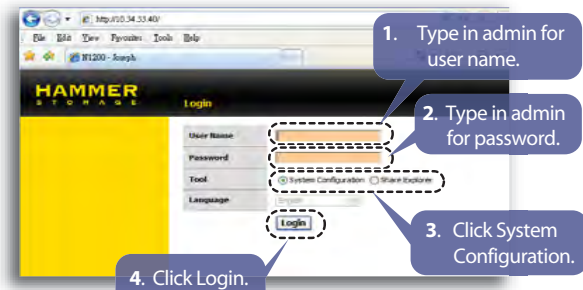 http://10.34.53.40/
File Edit View Favorites Tools Help
N1200 - Joseph
HAMMER
STORAGE
Login
User Name
Password
Tool
System Configuration Share Explorer
Language
English
Login
1. Type in admin for
user name.
2. Type in admin
for password.
3. Click System
Configuration.
4. Click Login.